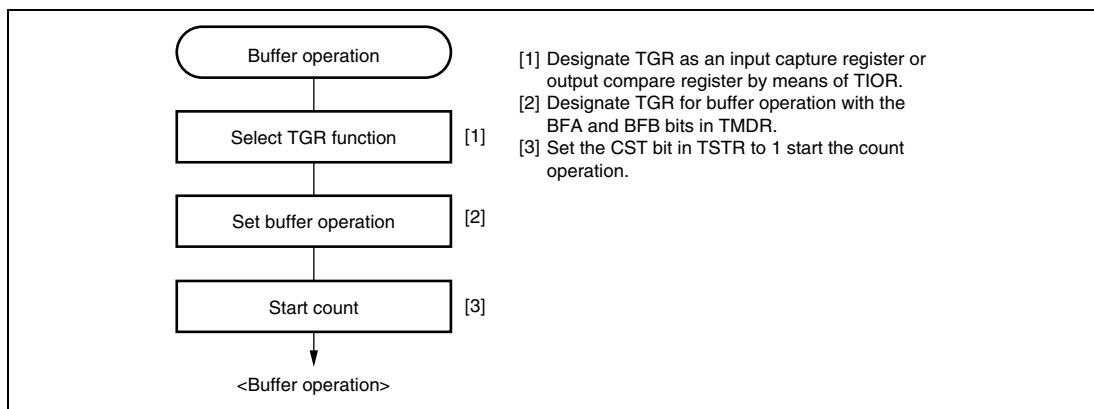 Buffer operation
Select TGR function
[1]
Set buffer operation
[2]
Start count
[3]
<Buffer operation>
[1] Designate TGR as an input capture register or
output compare register by means of TIOR.
[2] Designate TGR for buffer operation with the
BFA and BFB bits in TMDR.
[3] Set the CST bit in TSTR to 1 start the count
operation.